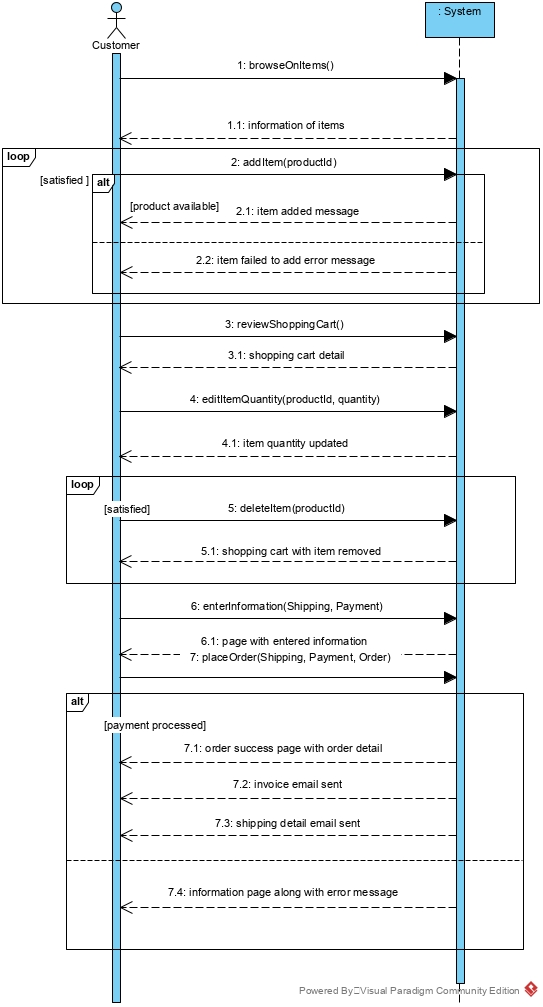 : System
Customer
1: browseOnItems()
1.1: information of items
loop
2: addItem(productId)
[satisfied ]
alt
[product available]
2.1: item added message
2.2: item failed to add error message
3: reviewShoppingCart()
3.1: shopping cart detail
4: editItemQuantity(productId, quantity)
4.1: item quantity updated
loop
[satisfied]
5: deleteItem(productId)
5.1: shopping cart with item removed
6: enterInformation(Shipping, Payment)
6.1: page with entered information
7: placeOrder(Shipping, Payment, Order)
alt
[payment processed]
7.1: order success page with order detail
7.2: invoice email sent
7.3: shipping detail email sent
7.4: information page along with error message
Powered By Visual Paradigm Community Edition